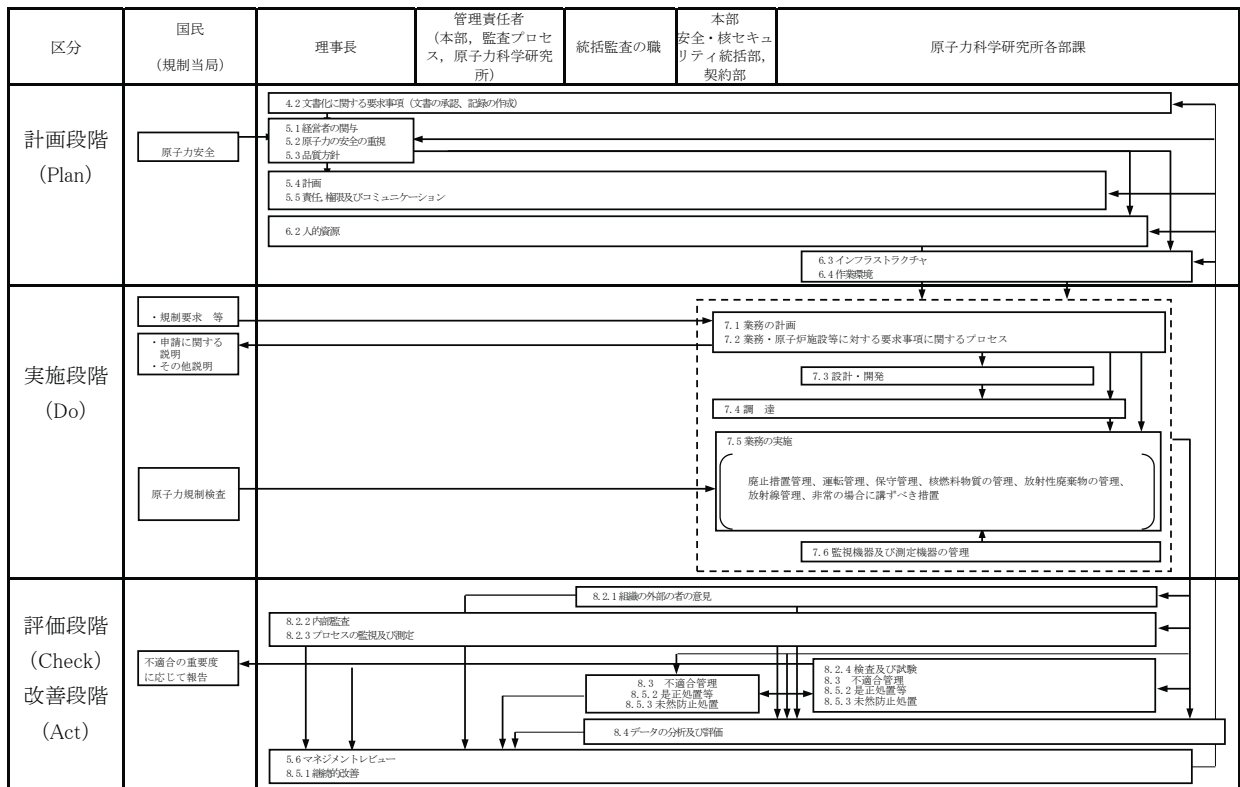 区分
国民
(規制当局)
理事長
管理責任者
(本部，監査プロセ
ス，原子力科学研究
所)
統括監査の職
本部
安全・核セキュ
リティ統括部，
契約部
原子力科学研究所各部課
計画段階
(Plan)
原子力安全
4.2 文書化に関する要求事項（文書の承認、記録の作成）
5.1 経営者の関与
5.2 原子力の安全の重視
5.3 品質方針
5.4 計画
5.5 責任，権限及びコミュニケーション
6.2 人的資源
6.3 インフラストラクチャ
6.4 作業環境
実施段階
(Do)
・規制要求　等
・申請に関する
説明
・その他説明
原子力規制検査
7.1 業務の計画
7.2 業務・原子炉施設等に対する要求事項に関するプロセス
7.3 設計・開発
7.4 調　達
7.5 業務の実施
廃止措置管理、運転管理、保守管理、核燃料物質の管理、放射性廃棄物の管理、
放射線管理、非常の場合に講ずべき措置
7.6 監視機器及び測定機器の管理
評価段階
(Check)
改善段階
(Act)
不適合の重要度
に応じて報告
8.2.1 組織の外部の者の意見
8.2.2 内部監査
8.2.3 プロセスの監視及び測定
8.3　不適合管理
8.5.2 是正処置等
8.5.3 未然防止処置
8.2.4 検査及び試験
8.3　不適合管理
8.5.2 是正処置等
8.5.3 未然防止処置
8.4 データの分析及び評価
5.6 マネジメントレビュー
8.5.1 継続的改善